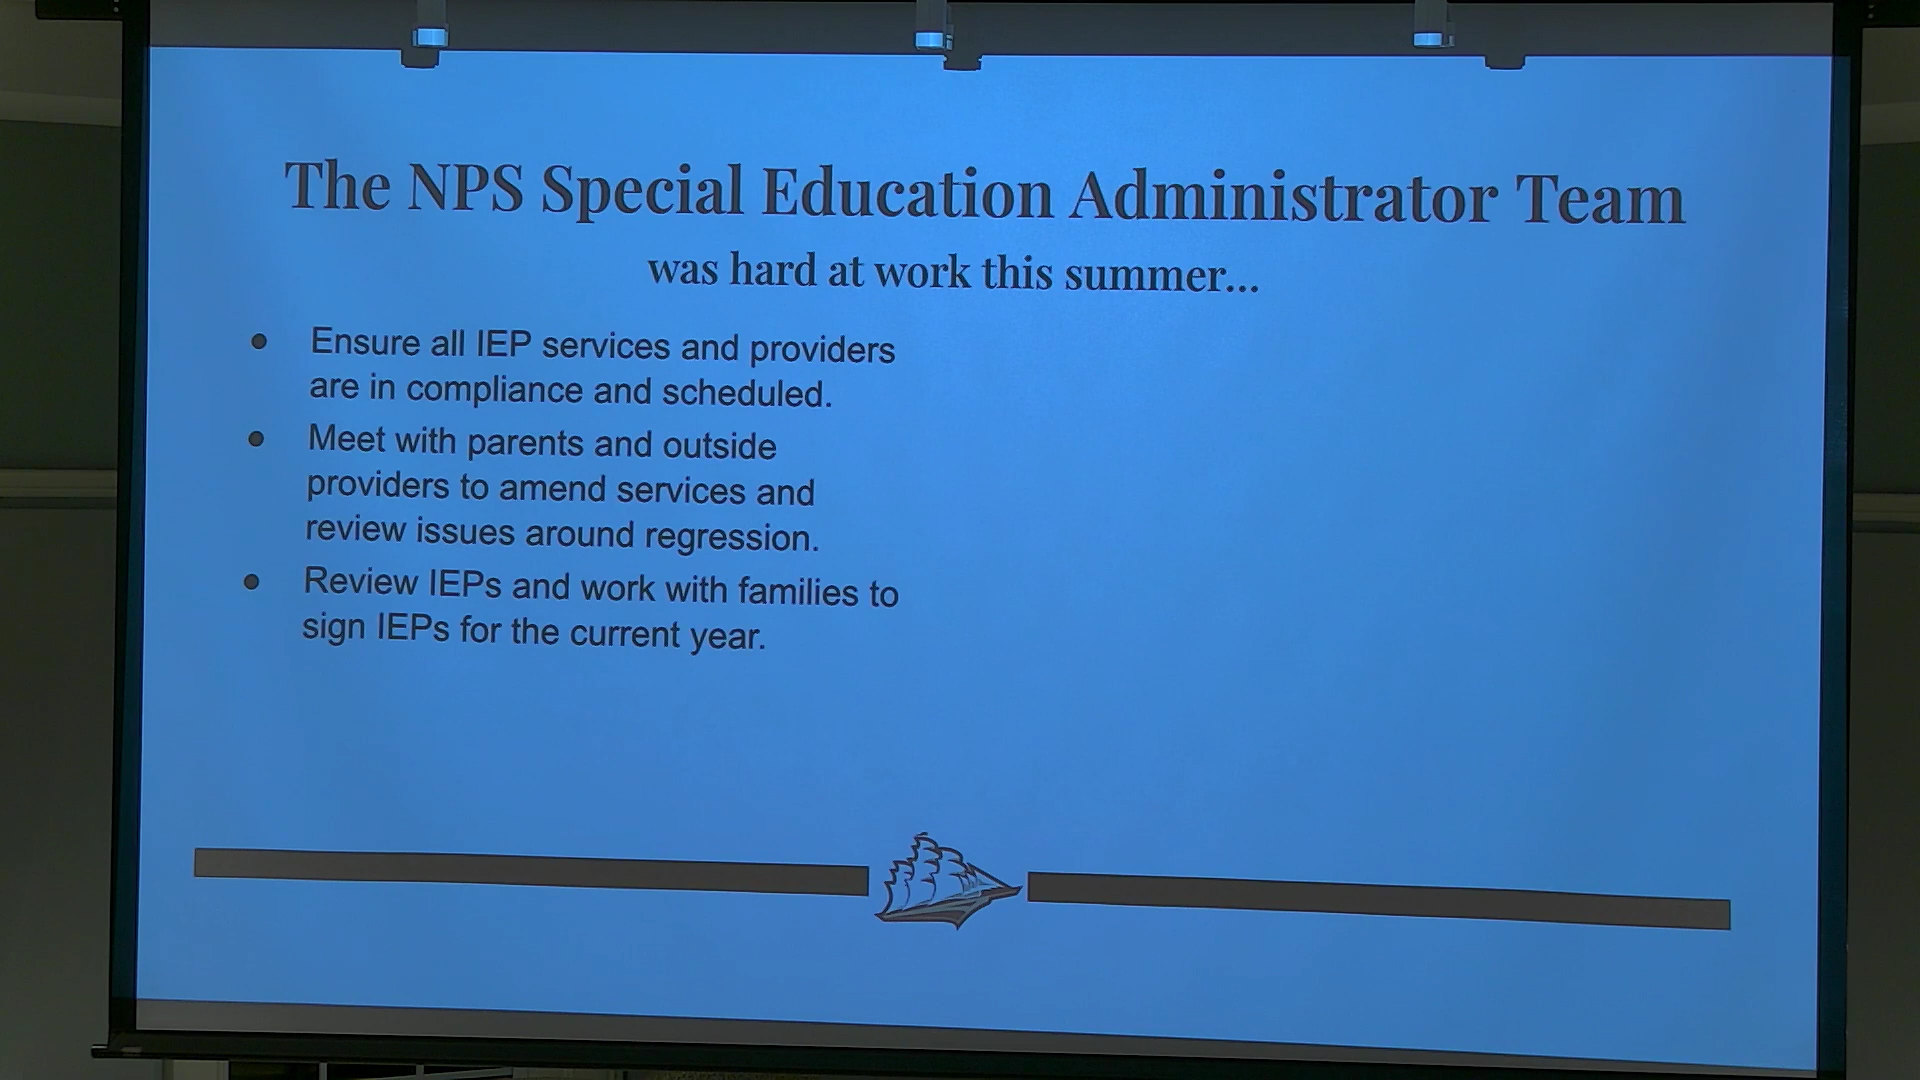 The NPS Special Education Administrator Team
was hard at work this summer...
● Ensure all IEP services and providers
are in compliance and scheduled.
● Meet with parents and outside
providers to amend services and
review issues around regression.
● Review IEPs and work with families to
sign IEPs for the current year.